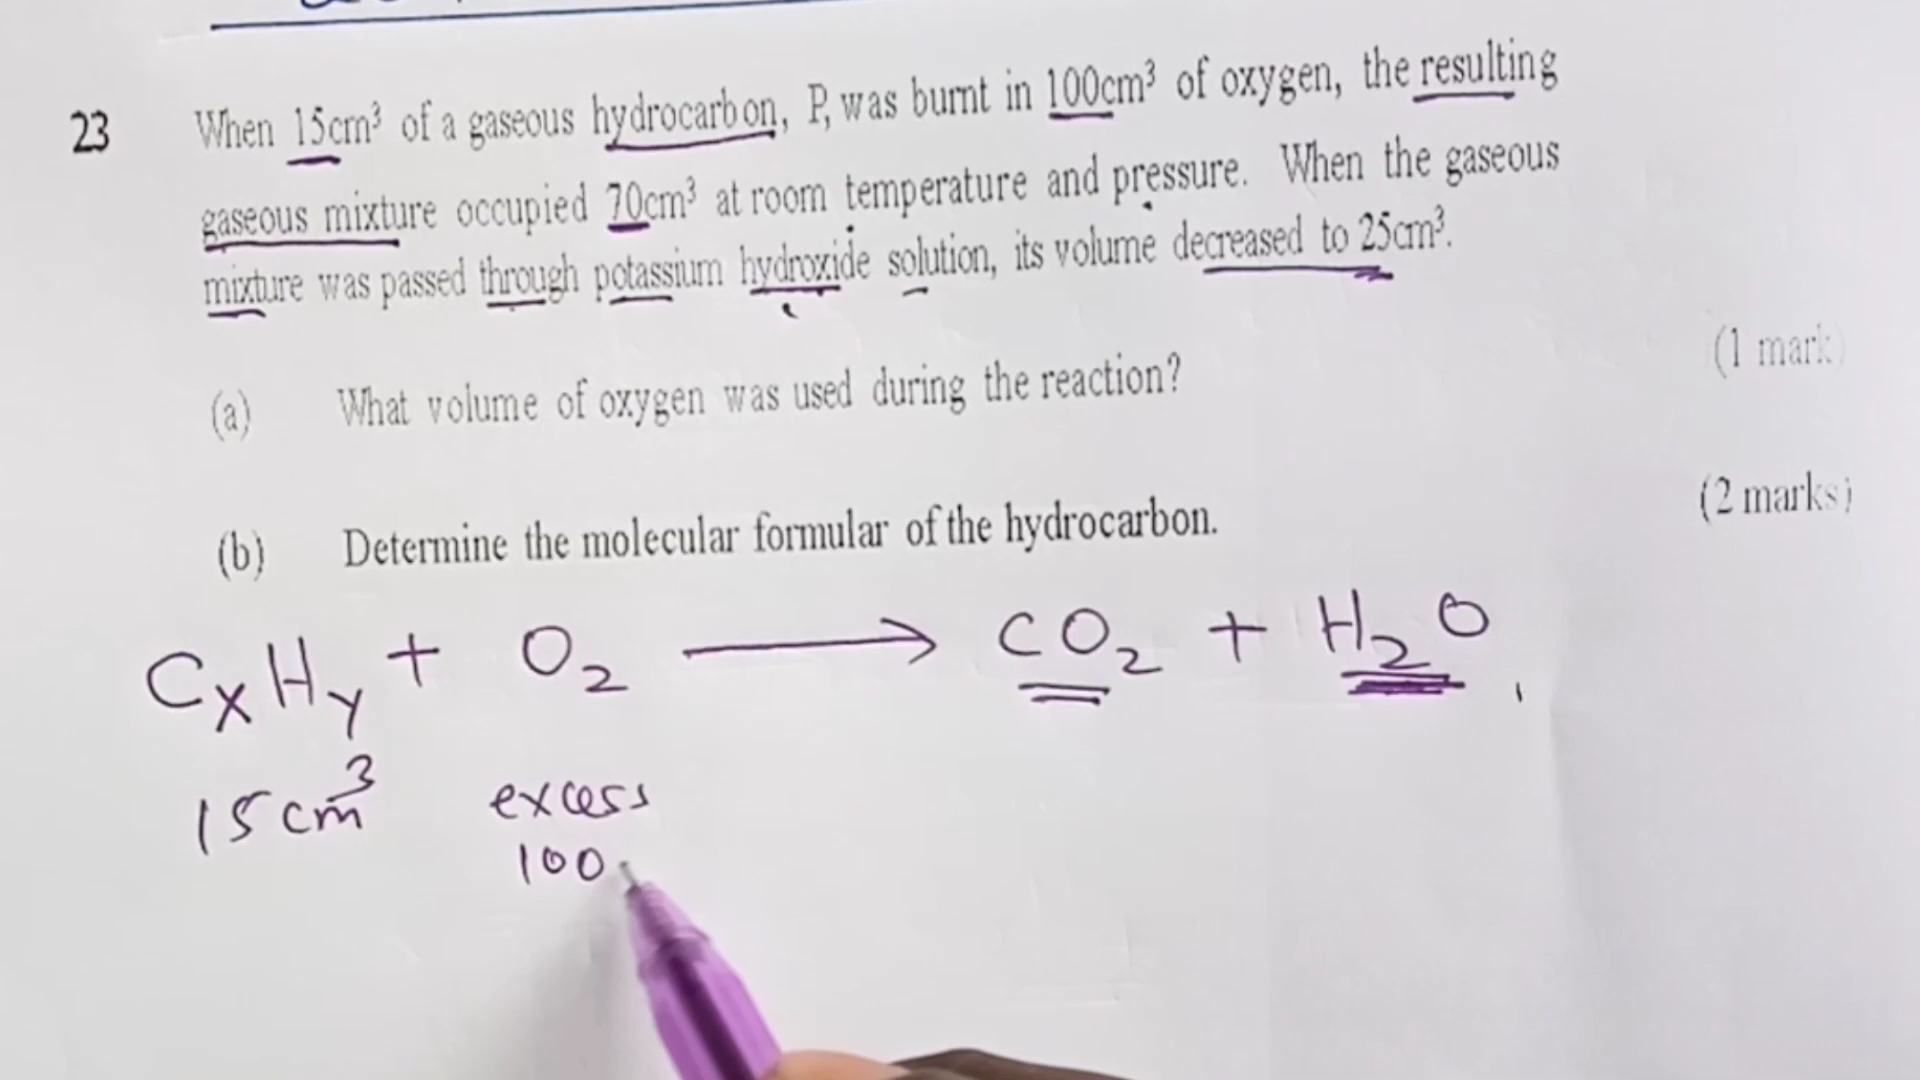 23 When 15cm³ of a gaseous hydrocarbon, P, was burnt in 100cm³ of oxygen, the resulting
gaseous mixture occupied 70cm³ at room temperature and pressure. When the gaseous
mixture was passed through potassium hydroxide solution, its volume decreased to 25cm³.
(a) What volume of oxygen was used during the reaction? (1 mark)
(b) Determine the molecular formular of the hydrocarbon. (2 marks)
CxHy + O₂ ⟶ CO₂ + H₂O
15cm³ excess
100